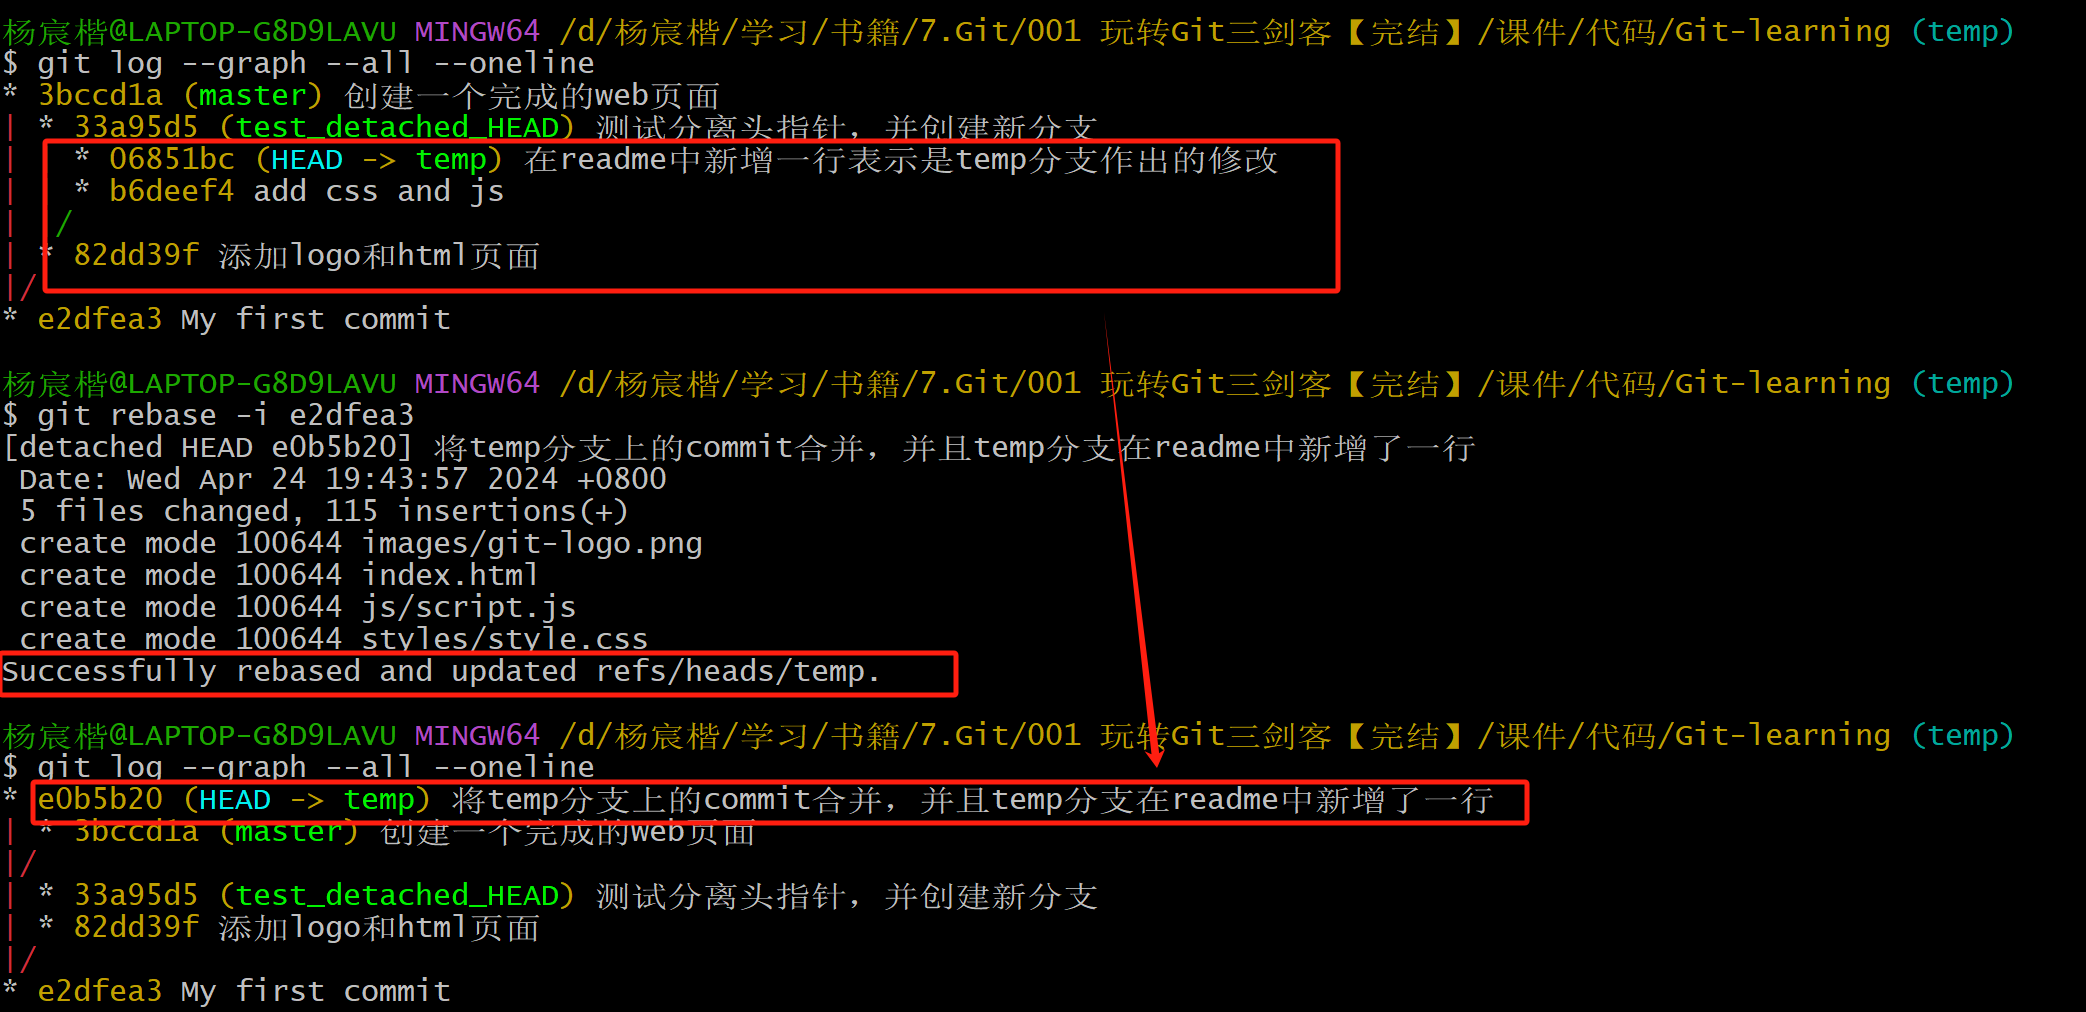 杨宸楷@LAPTOP-G8D9LAVU MINGW64 /d/杨宸楷/学习/书籍/7.Git/001 玩转Git三剑客【完结】/课件/代码/Git-learning (temp)
$ git log --graph --all --oneline
* 3bccd1a (master) 创建一个完成的web页面
| * 33a95d5 (test_detached_HEAD) 测试分离头指针，并创建新分支
|   * 06851bc (HEAD -> temp) 在readme中新增一行表示是temp分支作出的修改
|   * b6deef4 add css and js
|  /
| * 82dd39f 添加logo和html页面
|/
* e2dfea3 My first commit
杨宸楷@LAPTOP-G8D9LAVU MINGW64 /d/杨宸楷/学习/书籍/7.Git/001 玩转Git三剑客【完结】/课件/代码/Git-learning (temp)
$ git rebase -i e2dfea3
[detached HEAD e0b5b20] 将temp分支上的commit合并，并且temp分支在readme中新增了一行
Date: Wed Apr 24 19:43:57 2024 +0800
5 files changed, 115 insertions(+)
create mode 100644 images/git-logo.png
create mode 100644 index.html
create mode 100644 js/script.js
create mode 100644 styles/style.css
Successfully rebased and updated refs/heads/temp.
杨宸楷@LAPTOP-G8D9LAVU MINGW64 /d/杨宸楷/学习/书籍/7.Git/001 玩转Git三剑客【完结】/课件/代码/Git-learning (temp)
$ git log --graph --all --oneline
* e0b5b20 (HEAD -> temp) 将temp分支上的commit合并，并且temp分支在readme中新增了一行
| * 3bccd1a (master) 创建一个完成的web页面
|/
| * 33a95d5 (test_detached_HEAD) 测试分离头指针，并创建新分支
| * 82dd39f 添加logo和html页面
|/
* e2dfea3 My first commit